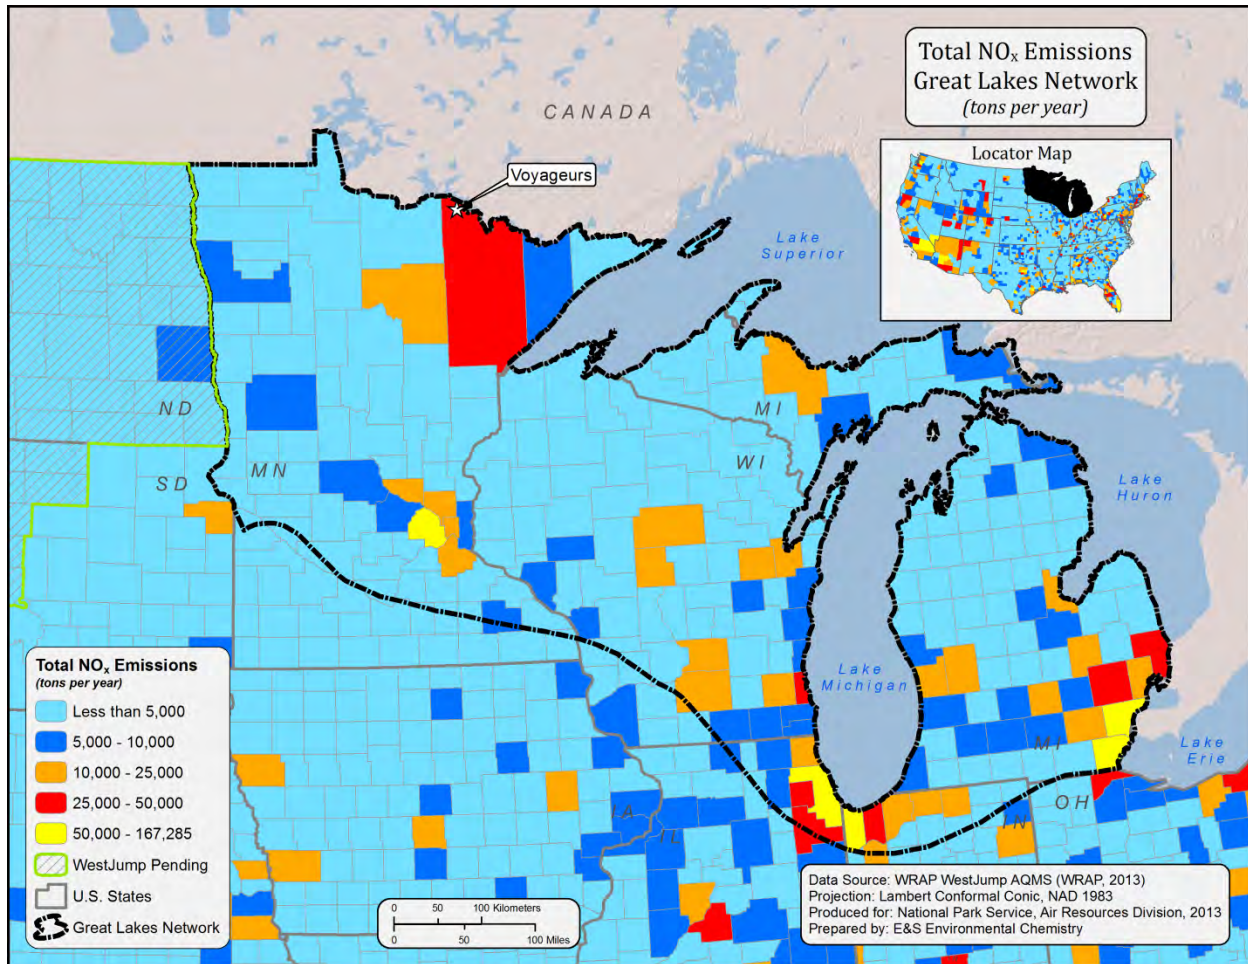 Total NOₓ Emissions
Great Lakes Network
(tons per year)
CANADA
Locator Map
Voyageurs
Lake
Superior
ND
MI
WI
SD
MN
Lake
Huron
Lake
Michigan
MI
Lake
Erie
OH
IA
IL
IN
Total NOₓ Emissions
(tons per year)
Less than 5,000
5,000 - 10,000
10,000 - 25,000
25,000 - 50,000
50,000 - 167,285
WestJump Pending
U.S. States
Great Lakes Network
0 50 100 Kilometers
0 50 100 Miles
Data Source: WRAP WestJump AQMS (WRAP, 2013)
Projection: Lambert Conformal Conic, NAD 1983
Produced for: National Park Service, Air Resources Division, 2013
Prepared by: E&S Environmental Chemistry